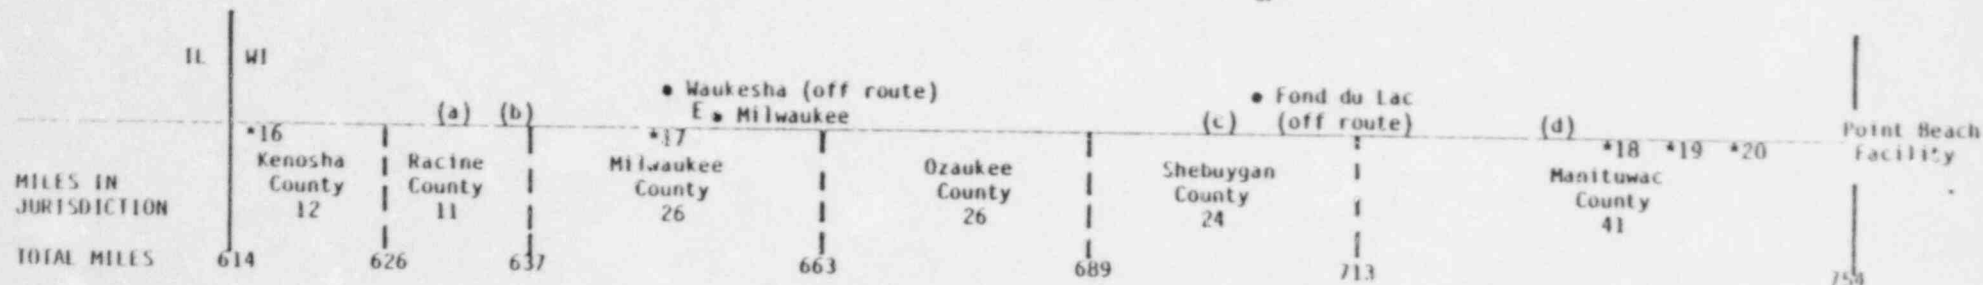 IL WI
• Waukesha (off route)
E • Milwaukee
• Fond du Lac
(off route)
(a) (b)
(c)
(d)
*16
*17
*18 *19 *20
Point Beach
Facility
MILES IN
JURISDICTION
Kenosha
County
12
Racine
County
11
Milwaukee
County
26
Ozaukee
County
26
Shebuygan
County
24
Manituwac
County
41
TOTAL MILES 614 626 637 663 689 713 754